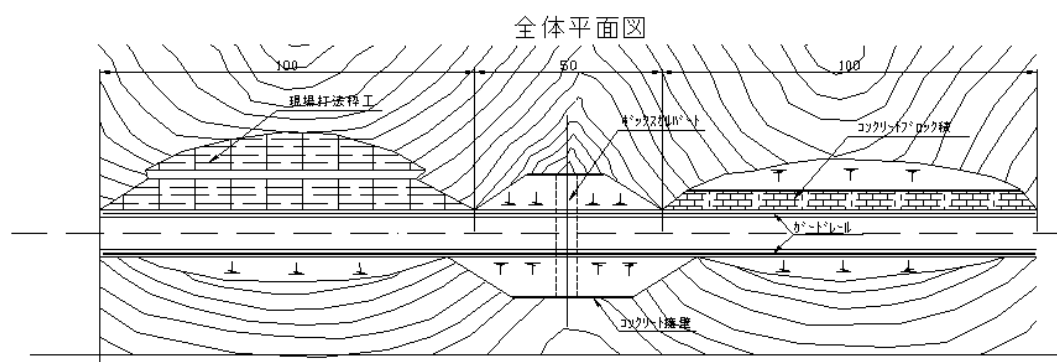 全体平面図
100
50
100
現場打法枠工
ボックスカルバート
コンクリートブロック積
ガードレール
コンクリート擁壁